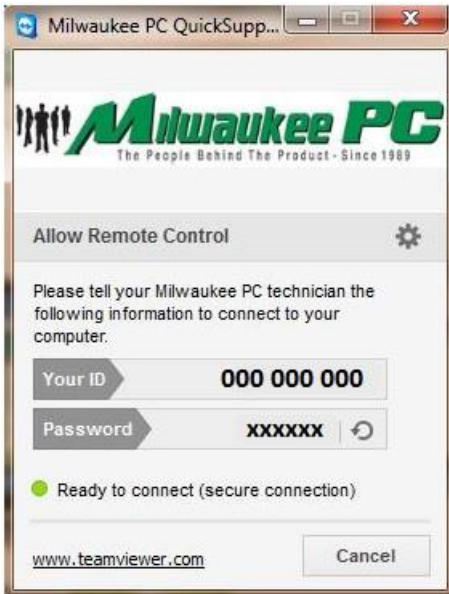 Milwaukee PC QuickSupp...
Milwaukee PC
The People Behind The Product - Since 1989
Allow Remote Control
Please tell your Milwaukee PC technician the
following information to connect to your
computer.
Your ID 000 000 000
Password xxxxxx
Ready to connect (secure connection)
www.teamviewer.com Cancel